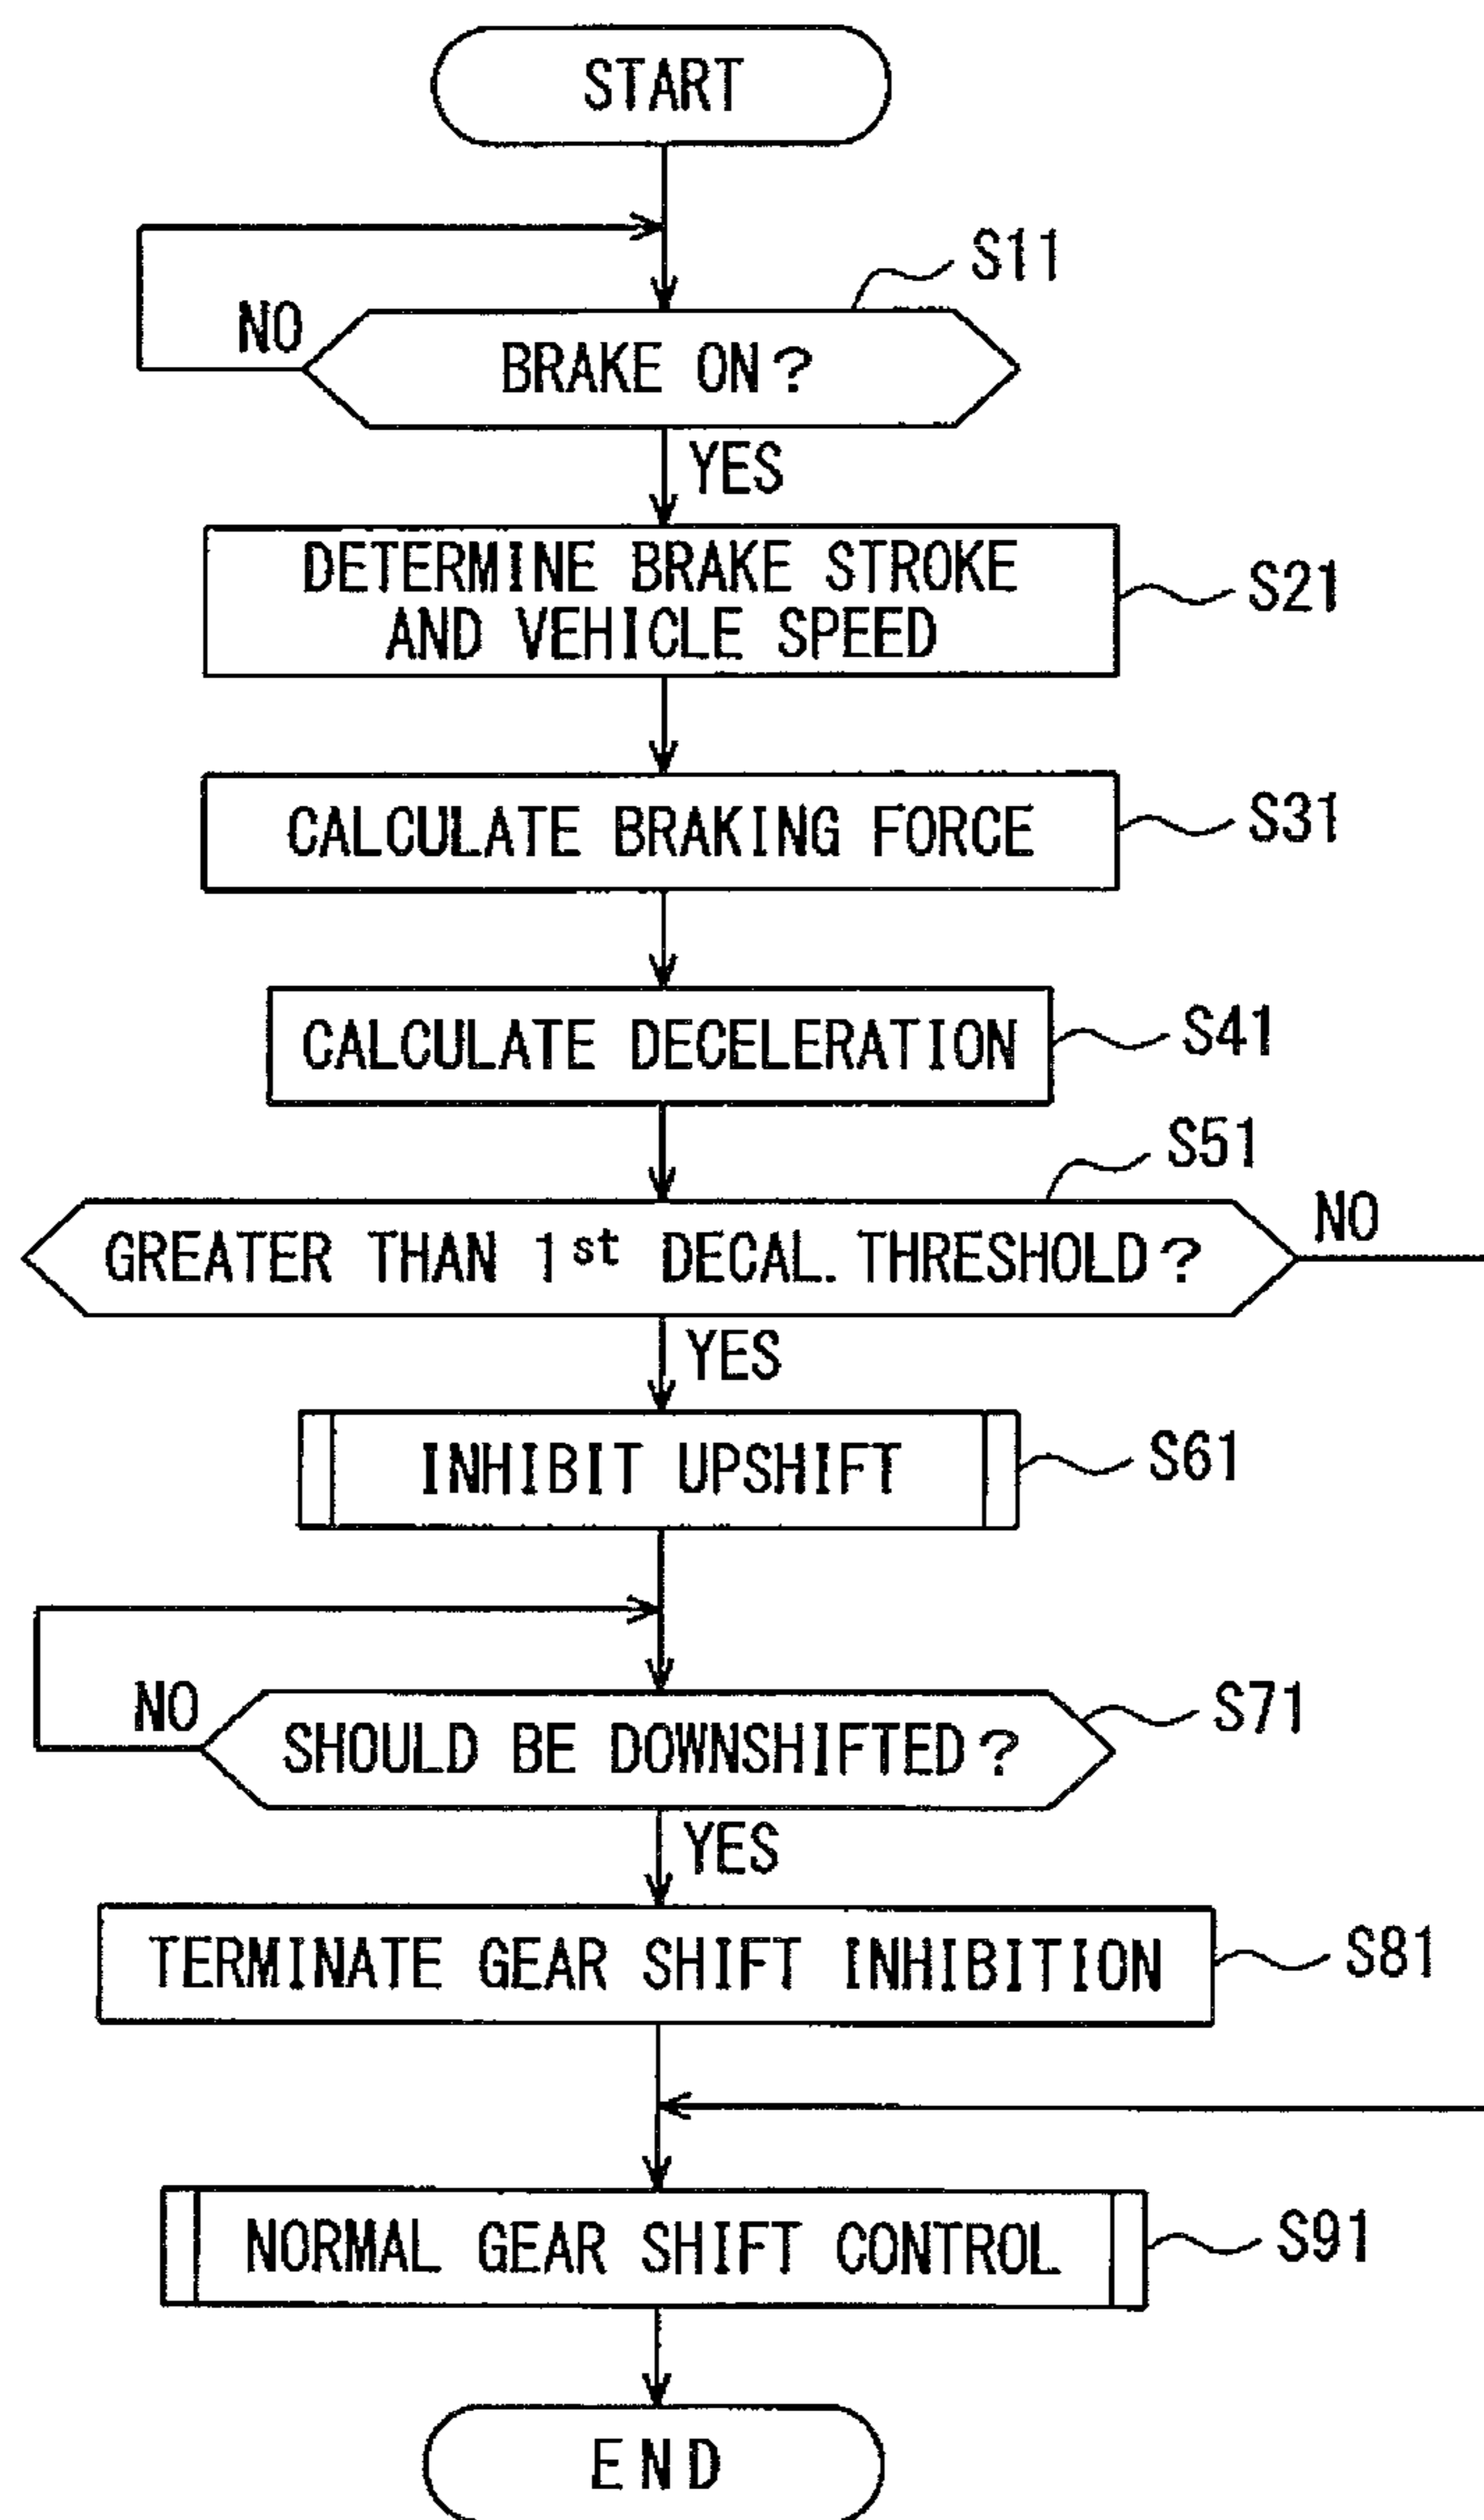 START
S11
NO
BRAKE ON?
YES
DETERMINE BRAKE STROKE
AND VEHICLE SPEED
S21
CALCULATE BRAKING FORCE
S31
CALCULATE DECELERATION
S41
S51
NO
GREATER THAN 1st DECAL. THRESHOLD?
YES
INHIBIT UPSHIFT
S61
NO
SHOULD BE DOWNSHIFTED?
S71
YES
TERMINATE GEAR SHIFT INHIBITION
S81
NORMAL GEAR SHIFT CONTROL
S91
END